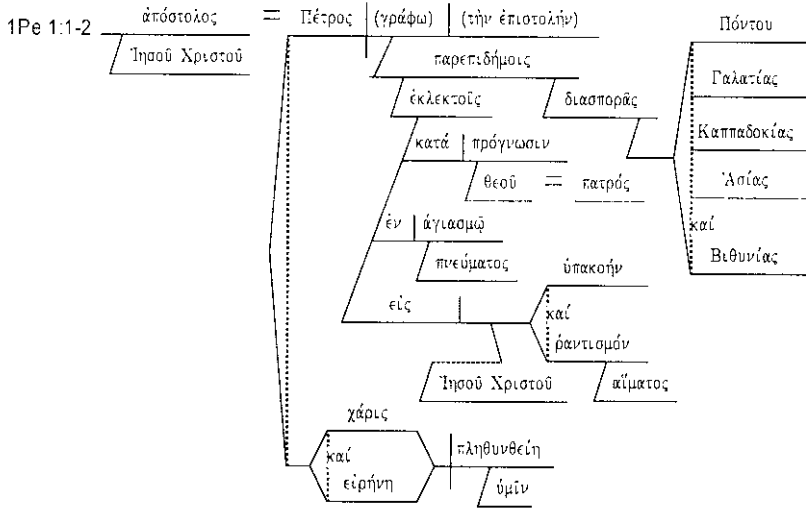 1Pe 1:1-2
ἀπόστολος = Πέτρος (γράφω) (τὴν ἐπιστολήν)
Ἰησοῦ Χριστοῦ
παρεπιδήμοις
ἐκλεκτοῖς
διασπορᾶς
Πόντου
Γαλατίας
Καππαδοκίας
Ἀσίας
καί
Βιθυνίας
κατά πρόγνωσιν
θεοῦ = πατρός
ἐν ἁγιασμῷ
πνεύματος
εἰς
ὑπακοήν
καί
ῥαντισμόν
Ἰησοῦ Χριστοῦ
αἵματος
χάρις
καί
εἰρήνη
πληθυνθείη
ὑμῖν